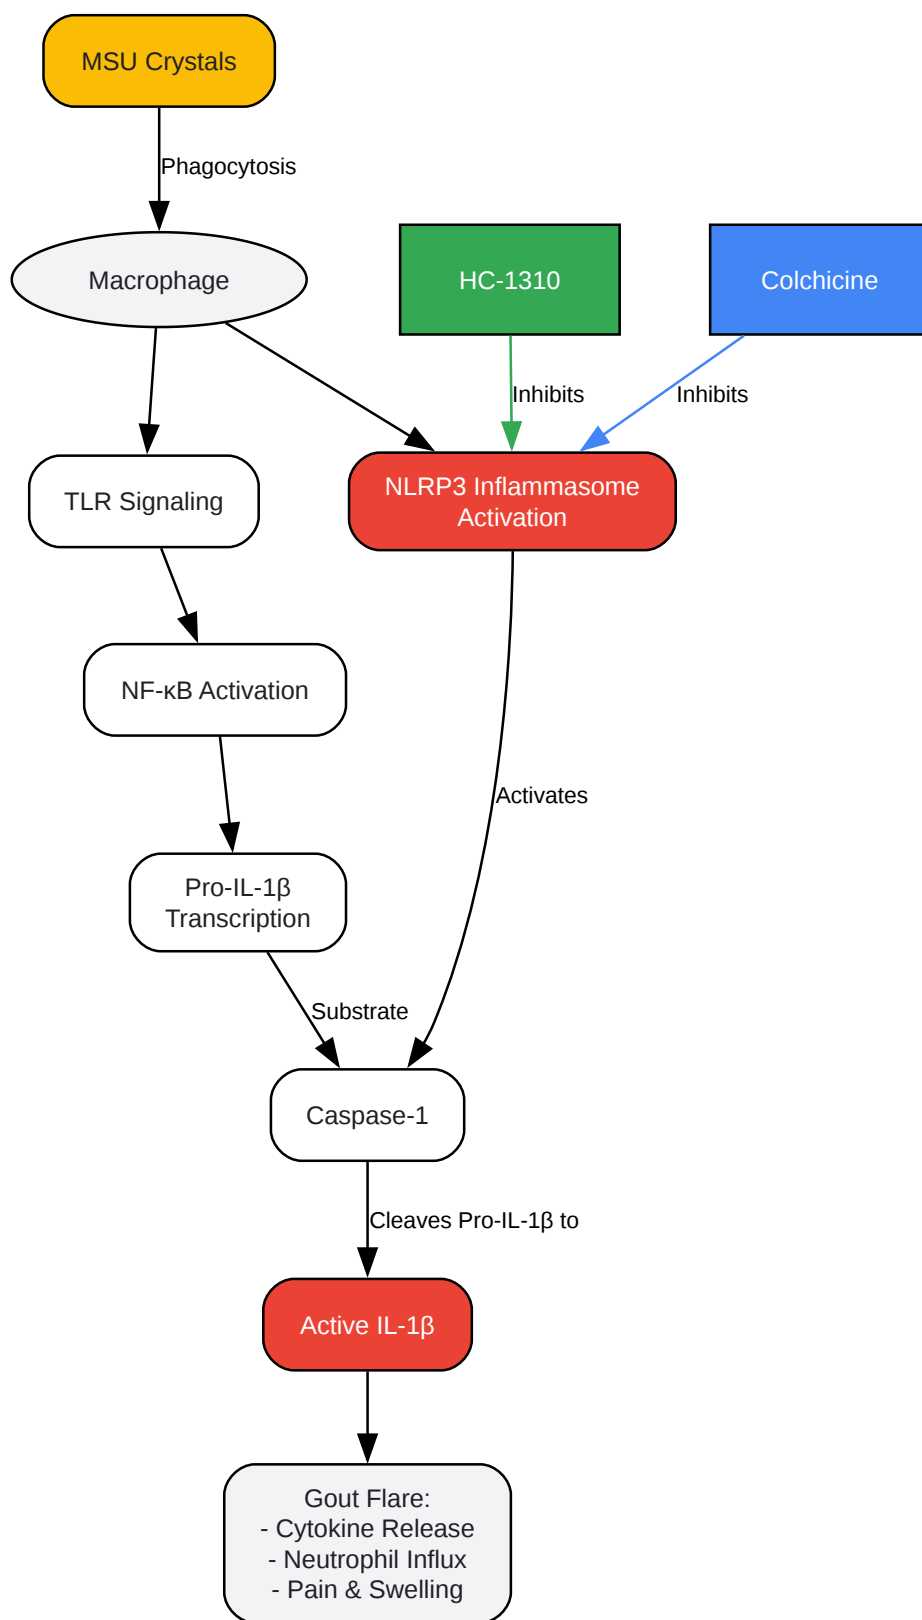 MSU Crystals
Phagocytosis
Macrophage
HC-1310
Colchicine
Inhibits
Inhibits
TLR Signaling
NLRP3 Inflammasome
Activation
NF-κB Activation
Activates
Pro-IL-1β
Transcription
Substrate
Caspase-1
Cleaves Pro-IL-1β to
Active IL-1β
Gout Flare:
- Cytokine Release
- Neutrophil Influx
- Pain & Swelling